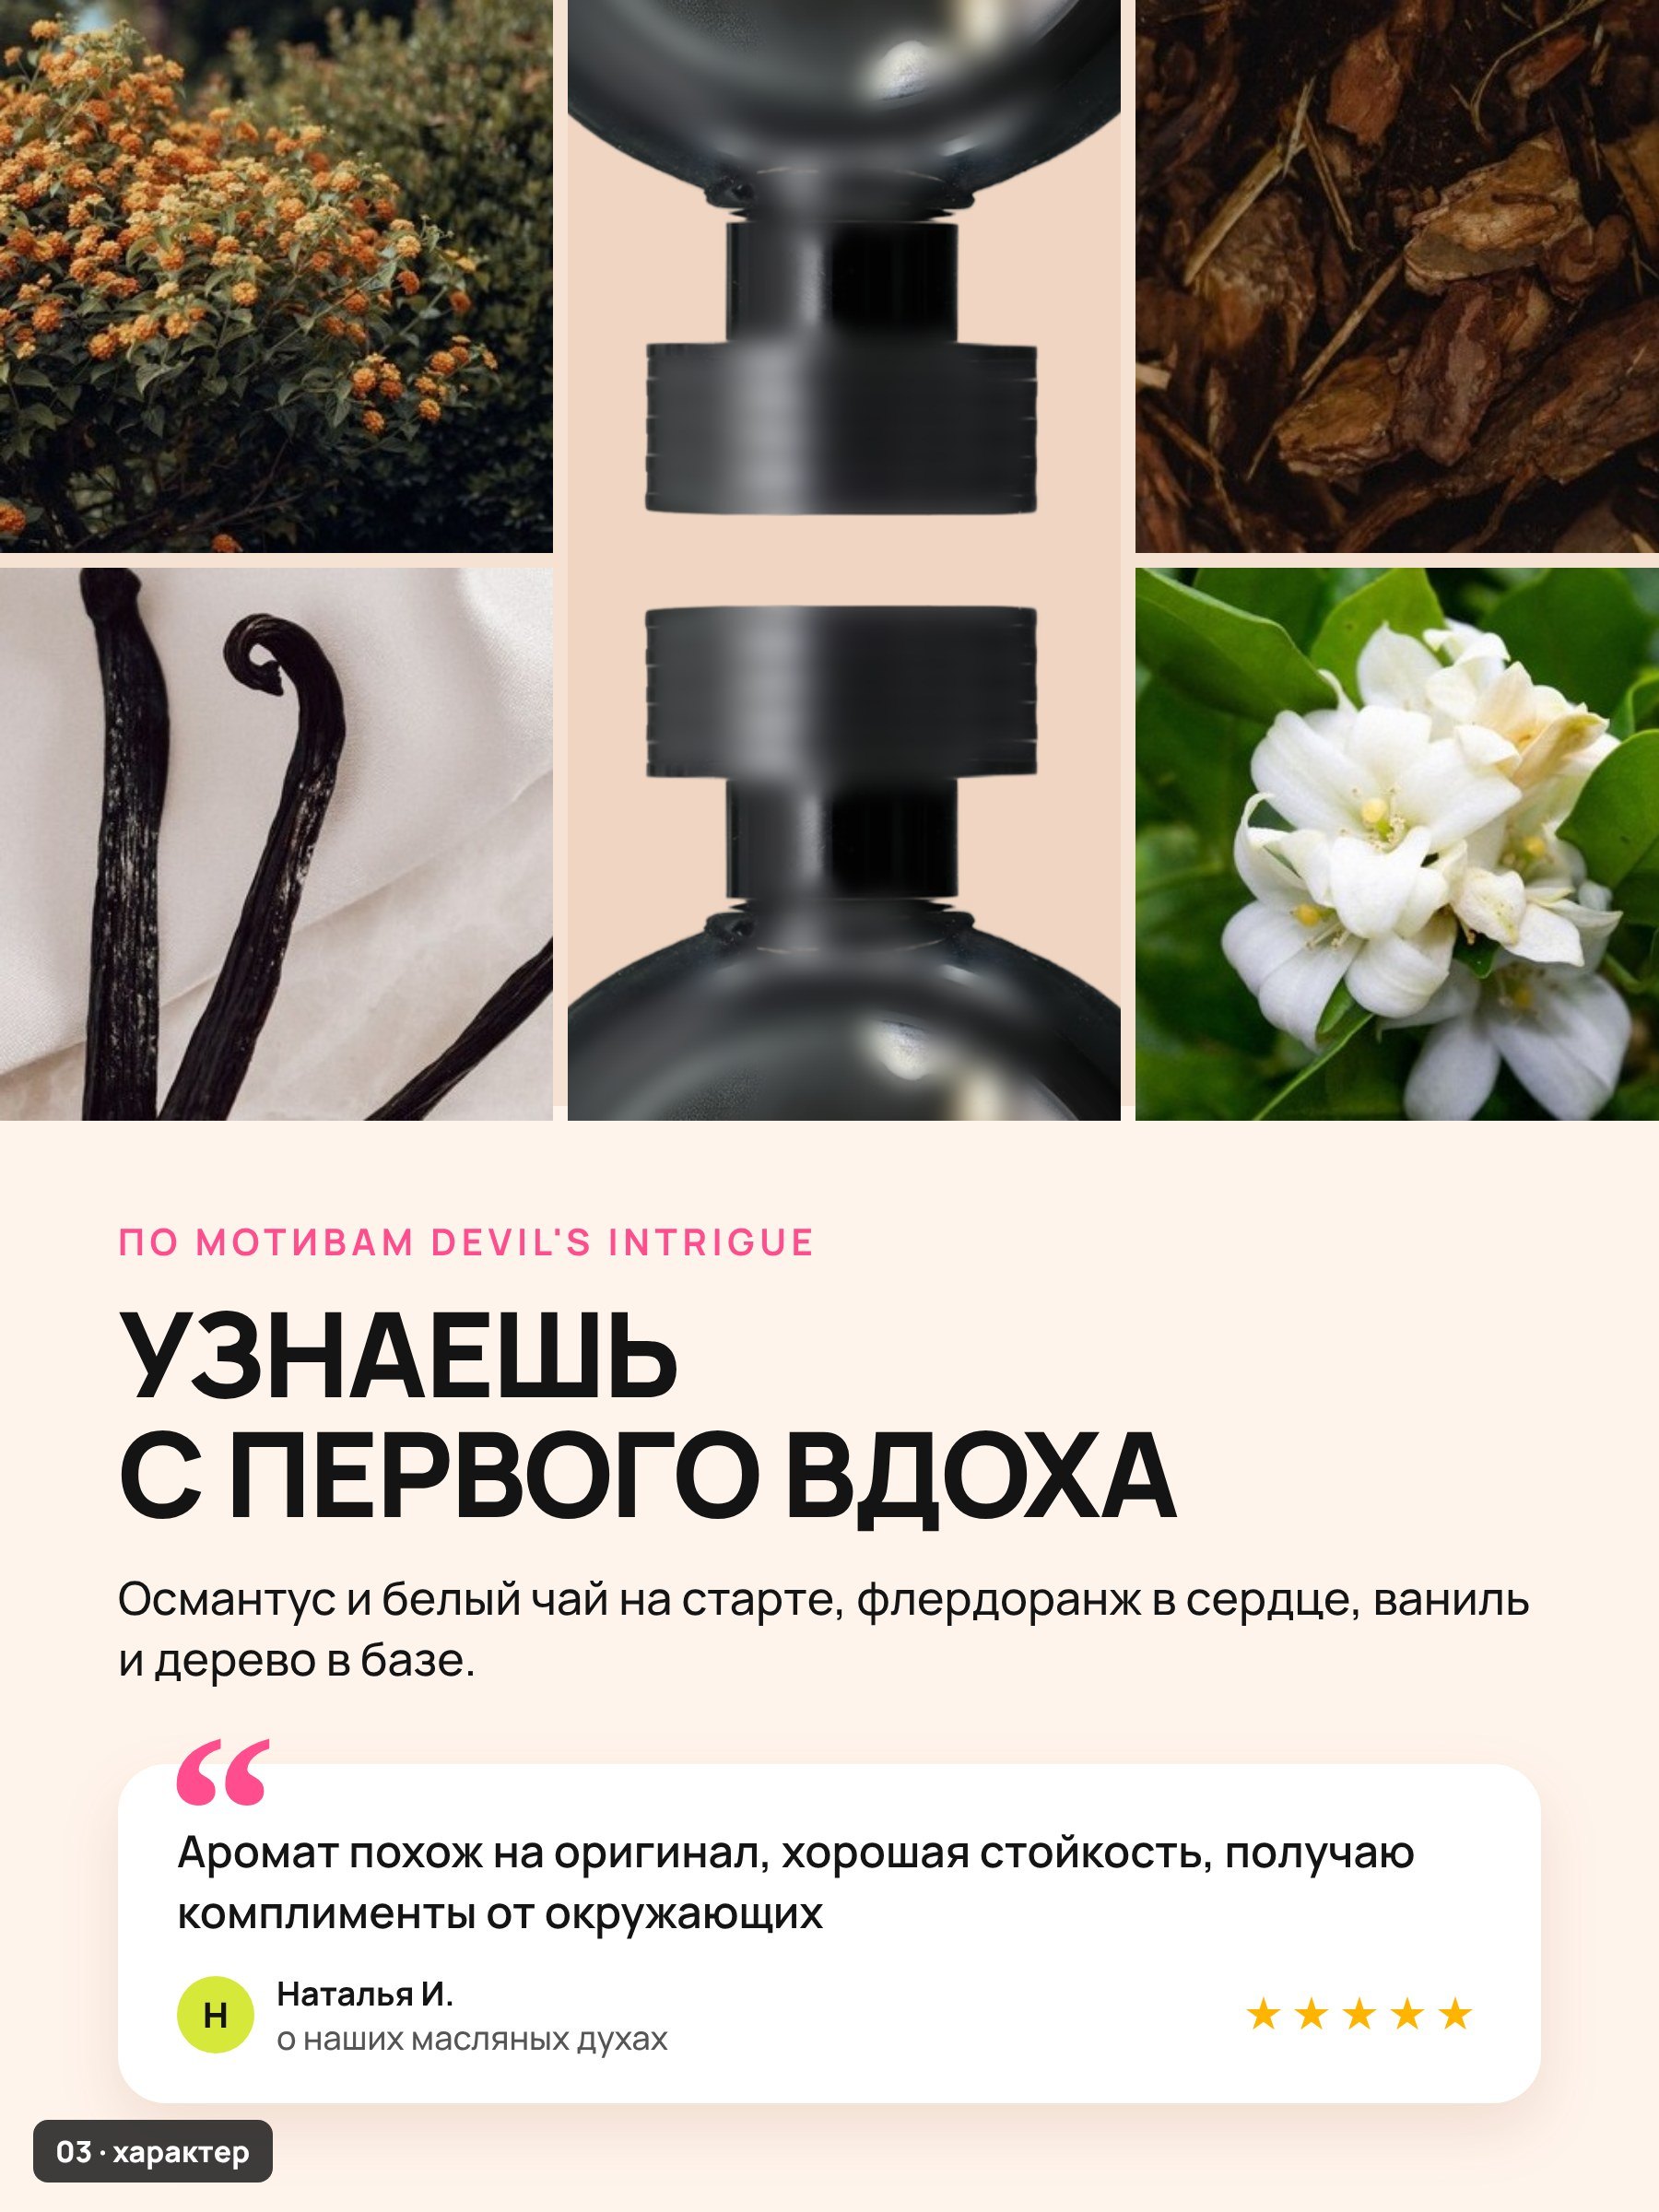 ПО МОТИВАМ DEVIL'S INTRIGUE
УЗНАЕШЬ
С ПЕРВОГО ВДОХА
Османтус и белый чай на старте, флердоранж в сердце, ваниль
и дерево в базе.
“
Аромат похож на оригинал, хорошая стойкость, получаю
комплименты от окружающих
Н
Наталья И.
о наших масляных духах
★★★★★
03 · характер